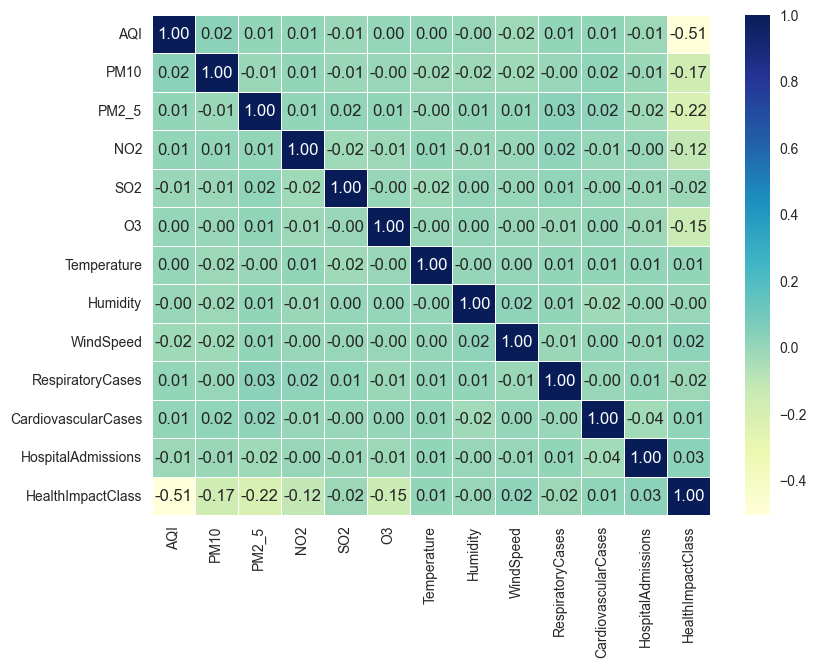 AQI 1.00 0.02 0.01 0.01 -0.01 0.00 0.00 -0.00 -0.02 0.01 0.01 -0.01 -0.51
PM10 0.02 1.00 -0.01 0.01 -0.01 -0.00 -0.02 -0.02 -0.02 -0.00 0.02 -0.01 -0.17
PM2_5 0.01 -0.01 1.00 0.01 0.02 0.01 -0.00 0.01 0.01 0.03 0.02 -0.02 -0.22
NO2 0.01 0.01 0.01 1.00 -0.02 -0.01 0.01 -0.01 -0.00 0.02 -0.01 -0.00 -0.12
SO2 -0.01 -0.01 0.02 -0.02 1.00 -0.00 -0.02 0.00 -0.00 0.01 -0.00 -0.01 -0.02
O3 0.00 -0.00 0.01 -0.01 -0.00 1.00 -0.00 0.00 -0.00 -0.01 0.00 -0.01 -0.15
Temperature 0.00 -0.02 -0.00 0.01 -0.02 -0.00 1.00 -0.00 0.00 0.01 0.01 0.01 0.01
Humidity -0.00 -0.02 0.01 -0.01 0.00 0.00 -0.00 1.00 0.02 0.01 -0.02 -0.00 -0.00
WindSpeed -0.02 -0.02 0.01 -0.00 -0.00 -0.00 0.00 0.02 1.00 -0.01 0.00 -0.01 0.02
RespiratoryCases 0.01 -0.00 0.03 0.02 0.01 -0.01 0.01 0.01 -0.01 1.00 -0.00 0.01 -0.02
CardiovascularCases 0.01 0.02 0.02 -0.01 -0.00 0.00 0.01 -0.02 0.00 -0.00 1.00 -0.04 0.01
HospitalAdmissions -0.01 -0.01 -0.02 -0.00 -0.01 -0.01 0.01 -0.00 -0.01 0.01 -0.04 1.00 0.03
HealthImpactClass -0.51 -0.17 -0.22 -0.12 -0.02 -0.15 0.01 -0.00 0.02 -0.02 0.01 0.03 1.00
AQI
PM10
PM2_5
NO2
SO2
O3
Temperature
Humidity
WindSpeed
RespiratoryCases
CardiovascularCases
HospitalAdmissions
HealthImpactClass
1.0
0.8
0.6
0.4
0.2
0.0
−0.2
−0.4